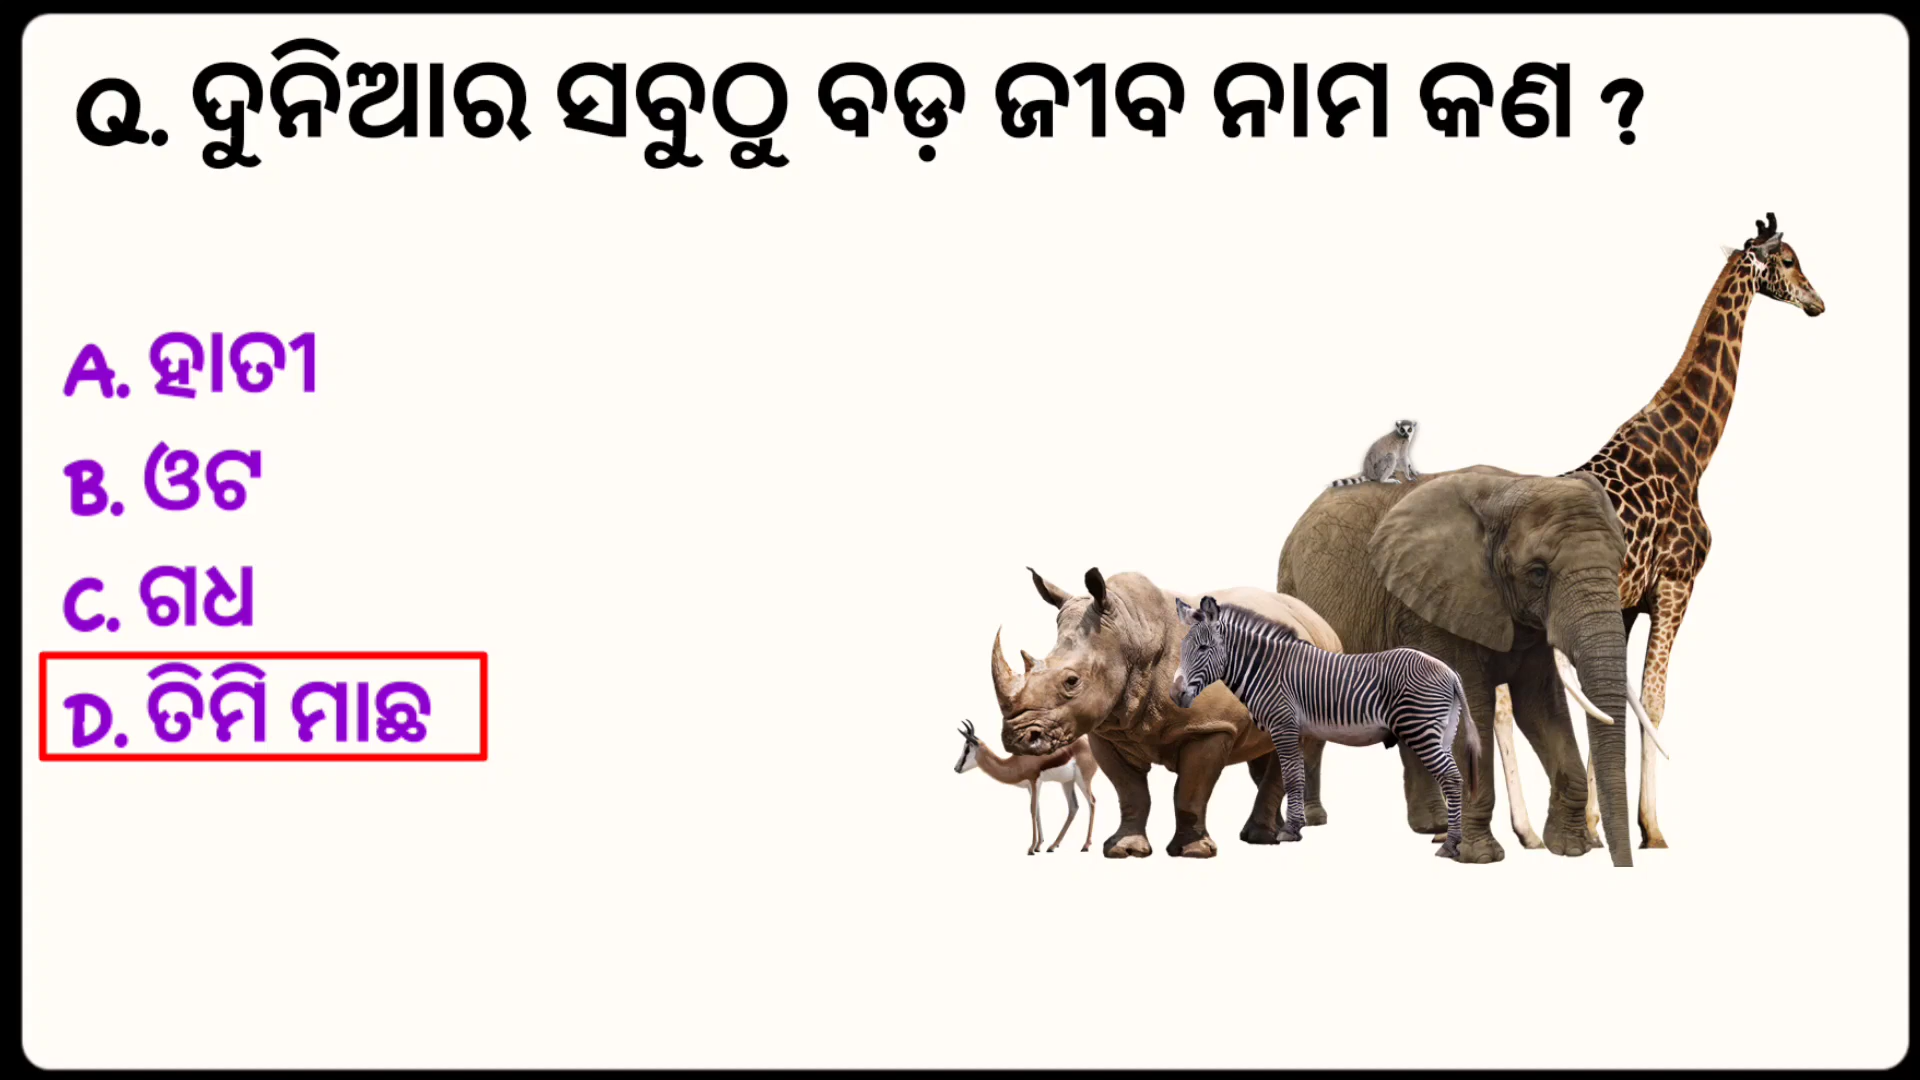 Q. ଦୁନିଆର ସବୁଠୁ ବଡ଼ ଜୀବ ନାମ କଣ ?
A. ହାତୀ
B. ଓଟ
C. ଗଧ
D. ତିମି ମାଛ